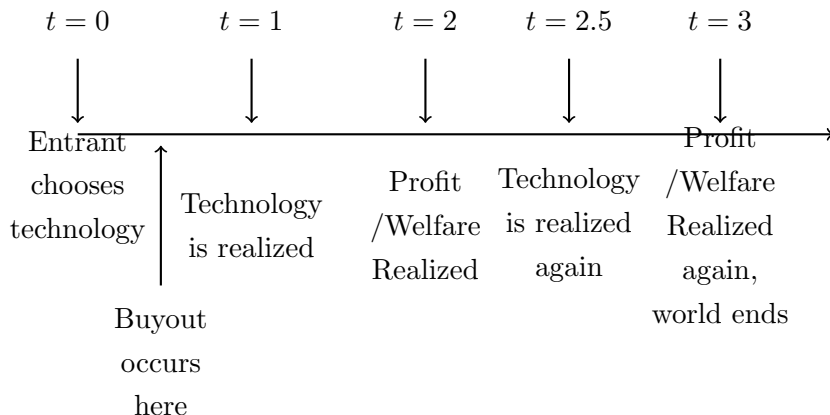 t = 0
t = 1
t = 2
t = 2.5
t = 3
Entrant
chooses
technology
Technology
is realized
Profit
/Welfare
Realized
Technology
is realized
again
Profit
/Welfare
Realized
again,
world ends
Buyout
occurs
here